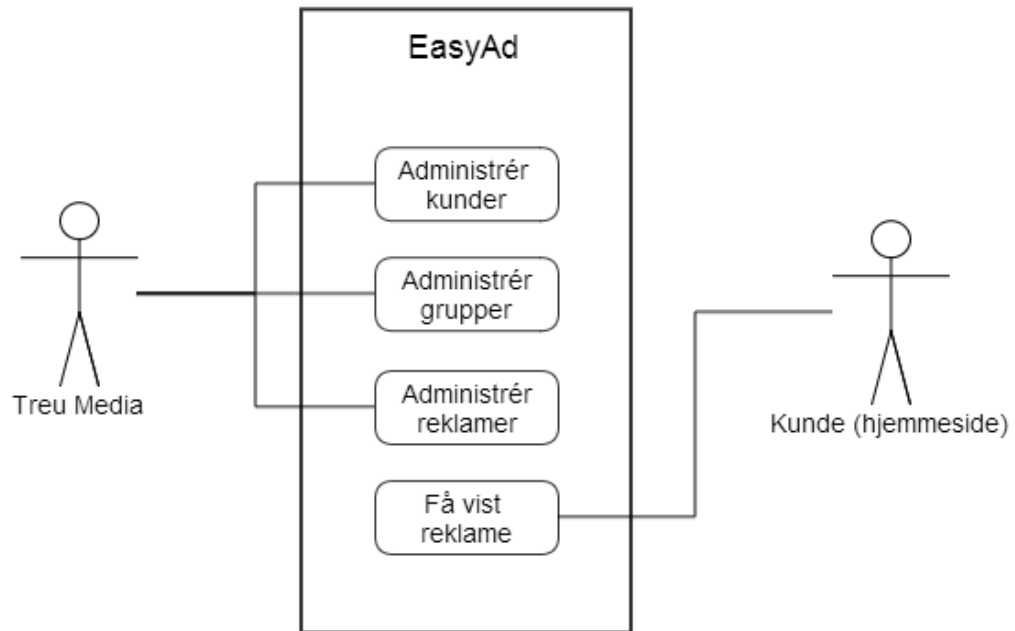 EasyAd
Administrér
kunder
Administrér
grupper
Administrér
reklamer
Få vist
reklame
Treu Media
Kunde (hjemmeside)